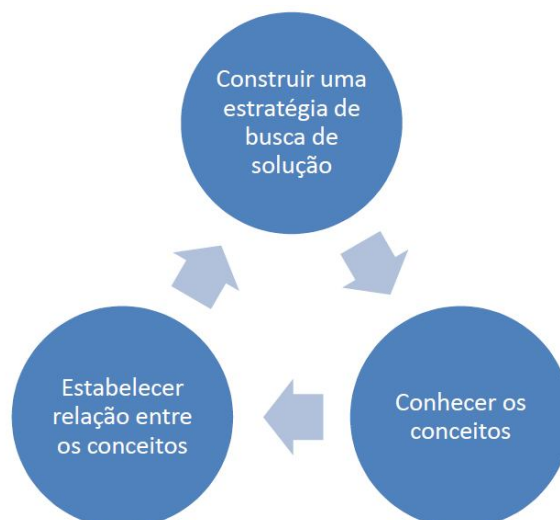 Construir uma
estratégia de
busca de
solução
Conhecer os
conceitos
Estabelecer
relação entre
os conceitos